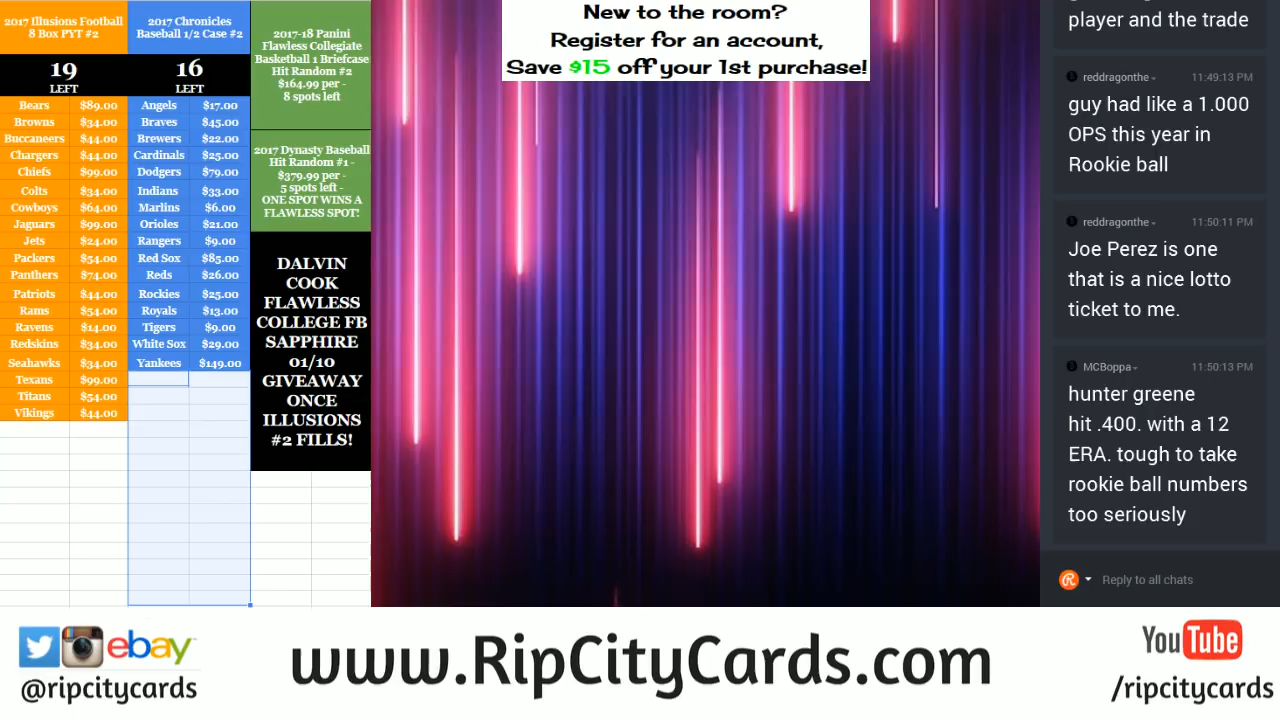 2017 Illusions Football
8 Box PYT #2
19
LEFT
Bears $89.00
Browns $34.00
Buccaneers $44.00
Chargers $44.00
Chiefs $99.00
Colts $34.00
Cowboys $64.00
Jaguars $99.00
Jets $24.00
Packers $54.00
Panthers $74.00
Patriots $44.00
Rams $54.00
Ravens $14.00
Redskins $34.00
Seahawks $34.00
Texans $99.00
Titans $54.00
Vikings $44.00
2017 Chronicles
Baseball 1/2 Case #2
16
LEFT
Angels $17.00
Braves $45.00
Brewers $22.00
Cardinals $25.00
Dodgers $79.00
Indians $33.00
Marlins $6.00
Orioles $21.00
Rangers $9.00
Red Sox $85.00
Reds $26.00
Rockies $25.00
Royals $13.00
Tigers $9.00
White Sox $29.00
Yankees $149.00
2017-18 Panini
Flawless Collegiate
Basketball 1 Briefcase
Hit Random #2
$164.99 per -
8 spots left
2017 Dynasty Baseball
Hit Random #1 -
$379.99 per -
5 spots left -
ONE SPOT WINS A
FLAWLESS SPOT!
DALVIN
COOK
FLAWLESS
COLLEGE FB
SAPPHIRE
01/10
GIVEAWAY
ONCE
ILLUSIONS
#2 FILLS!
New to the room?
Register for an account,
Save $15 off your 1st purchase!
player and the trade
reddragonthe 11:49:13 PM
guy had like a 1.000
OPS this year in
Rookie ball
reddragonthe 11:50:11 PM
Joe Perez is one
that is a nice lotto
ticket to me.
MCBoppa 11:50:13 PM
hunter greene
hit .400. with a 12
ERA. tough to take
rookie ball numbers
too seriously
Reply to all chats
ebay
@ripcitycards
www.RipCityCards.com
YouTube
/ripcitycards